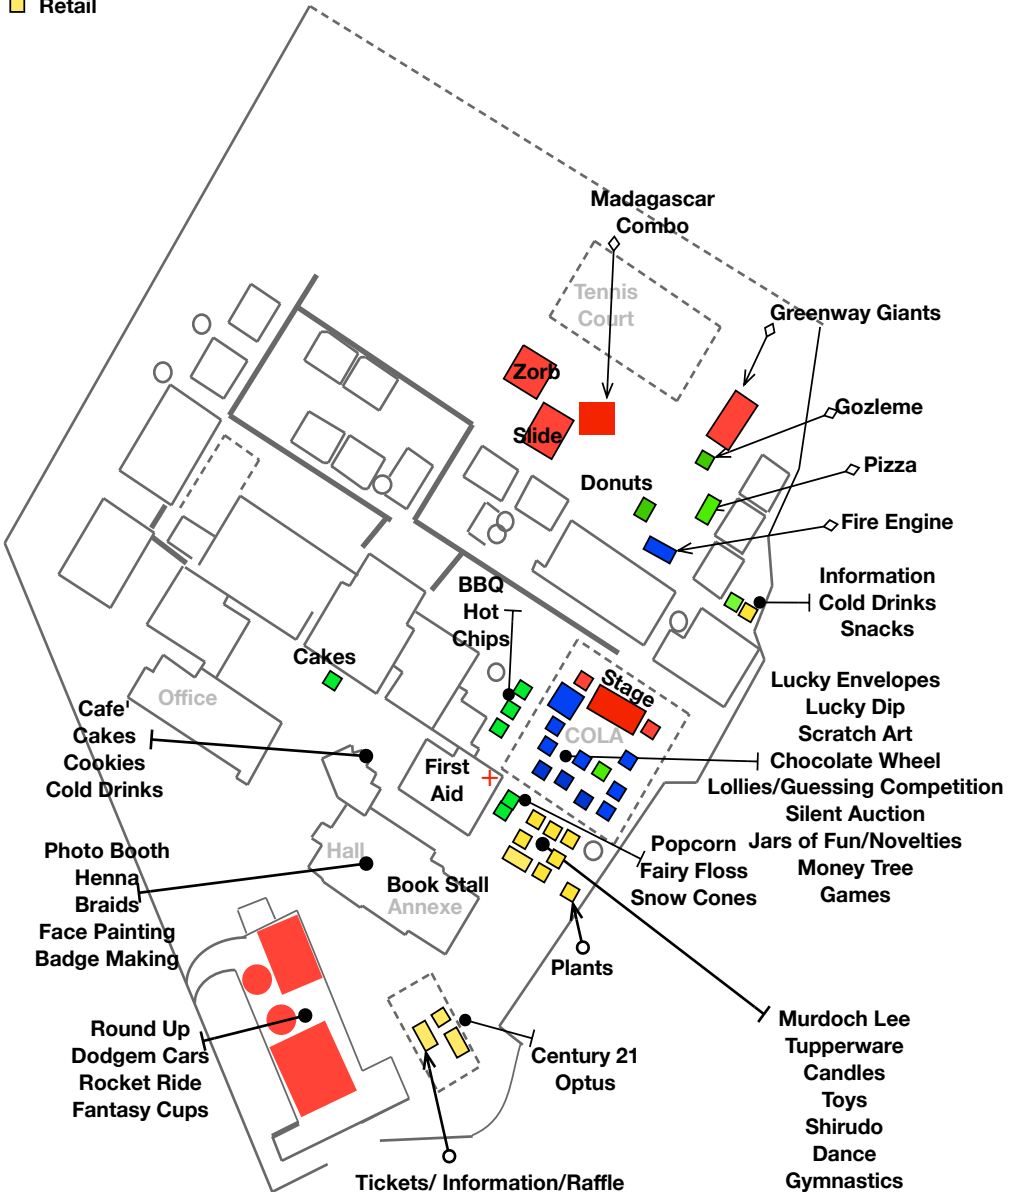 Retail
Madagascar
Combo
Tennis
Court
Greenway Giants
Zorb
Gozleme
Slide
Pizza
Donuts
Fire Engine
BBQ
Hot
Chips
Information
Cold Drinks
Snacks
Cakes
Office
Stage
COLA
Lucky Envelopes
Lucky Dip
Scratch Art
Chocolate Wheel
Lollies/Guessing Competition
Silent Auction
Jars of Fun/Novelties
Money Tree
Games
Cafe'
Cakes
Cookies
Cold Drinks
First
Aid
Popcorn
Fairy Floss
Snow Cones
Hall
Photo Booth
Henna
Braids
Face Painting
Badge Making
Book Stall
Annexe
Plants
Round Up
Dodgem Cars
Rocket Ride
Fantasy Cups
Century 21
Optus
Murdoch Lee
Tupperware
Candles
Toys
Shirudo
Dance
Gymnastics
Tickets/ Information/Raffle